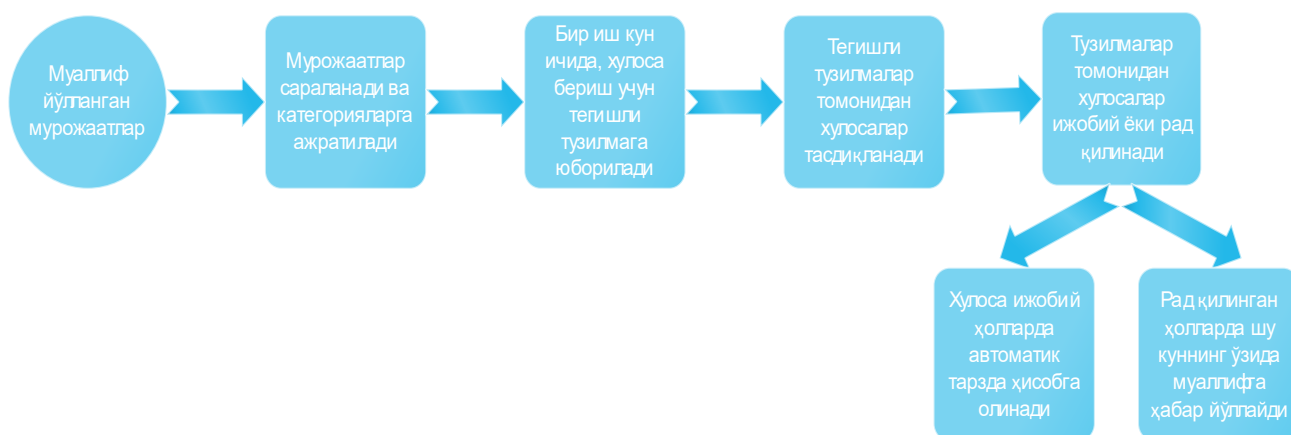 Муаллиф
йўлланган
мурожаатлар
Мурожаатлар
сараланади ва
категорияларга
ажратилади
Бир иш кун
ичида, хулоса
бериш учун
тегишли
тузилмага
юборилади
Тегишли
тузилмалар
томонидан
хулосалар
тасдиқланади
Тузилмалар
томонидан
хулосалар
ижобий ёки рад
қилинади
Хулоса ижобий
ҳолларда
автоматик
тарзда ҳисобга
олинади
Рад қилинган
ҳолларда шу
куннинг ўзида
муаллифга
ҳабар йўллайди